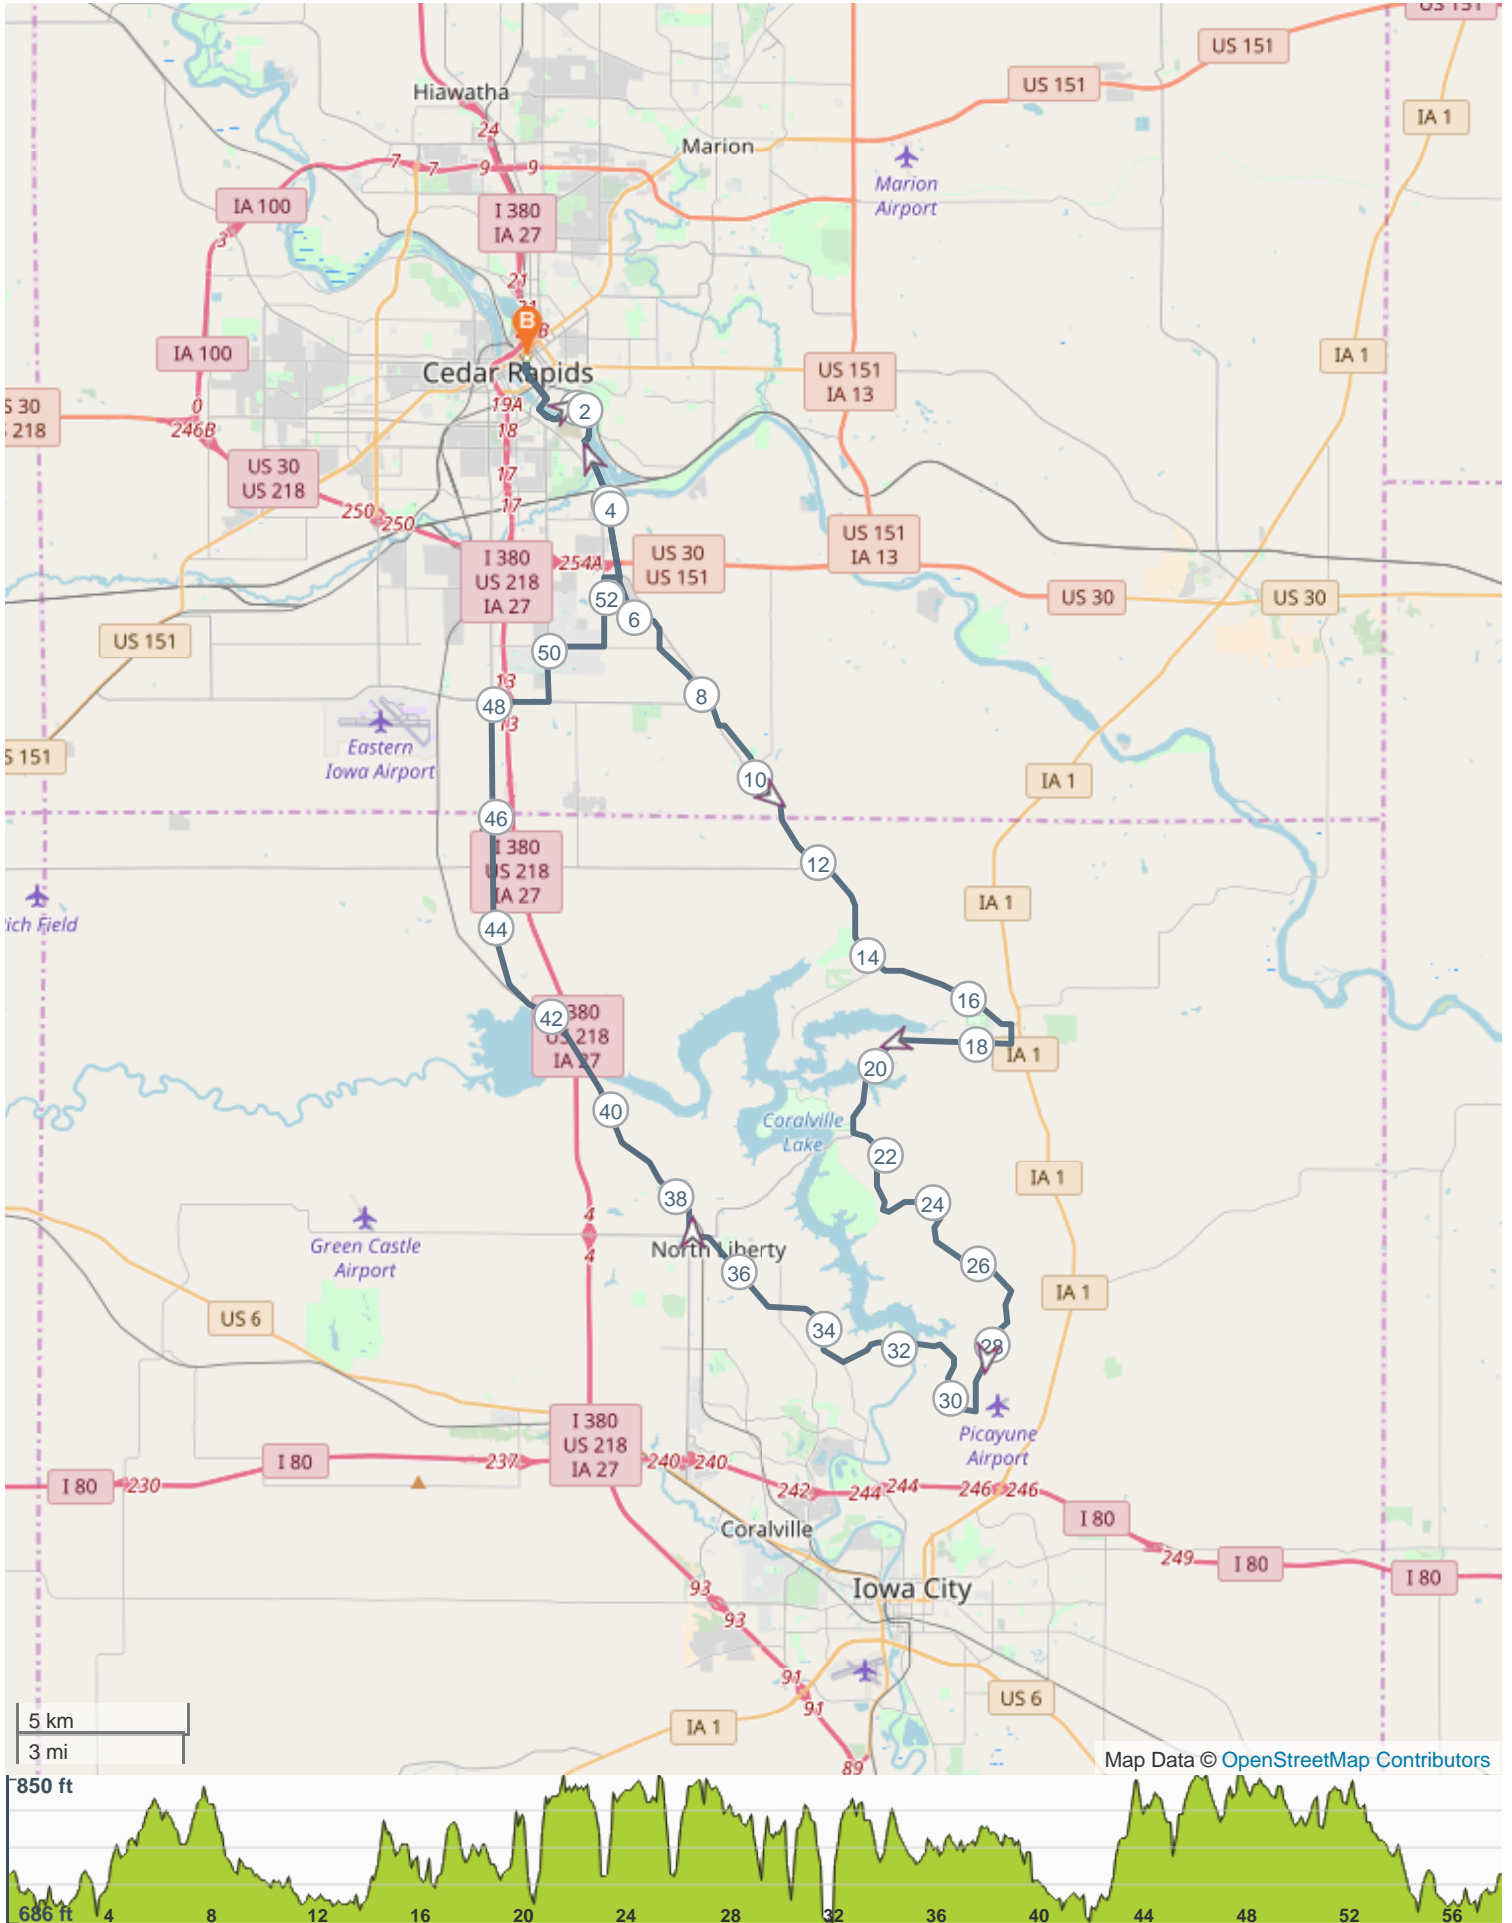 US 151
US 151
US 151
Hiawatha
IA 1
24
Marion
7
7
9
9
Marion
Airport
IA 100
3
I 380
IA 27
21
B
B
IA 100
US 151
IA 13
IA 1
Cedar Rapids
0
246B
19A
2
S 30
218
18
US 30
US 218
17
250
250
17
4
US 151
IA 13
I 380
US 218
IA 27
254A
US 30
US 151
52
6
US 30
US 30
US 151
50
13
8
48
13
Eastern
Iowa Airport
S 151
10
IA 1
46
I 380
US 218
IA 27
12
IA 1
ich Field
44
14
16
42
380
US 218
IA 27
18
IA 1
20
40
Coralville
Lake
22
IA 1
38
24
4
4
Green Castle
Airport
North Liberty
36
26
US 6
IA 1
34
32
28
30
I 380
US 218
IA 27
Picayune
Airport
I 80
230
I 80
237
240
240
242
244
244
246
246
I 80
Coralville
249
I 80
I 80
93
93
Iowa City
91
91
US 6
IA 1
5 km
3 mi
89
Map Data © OpenStreetMap Contributors
850 ft
686 ft
4
8
12
16
20
24
28
32
36
40
44
48
52
56